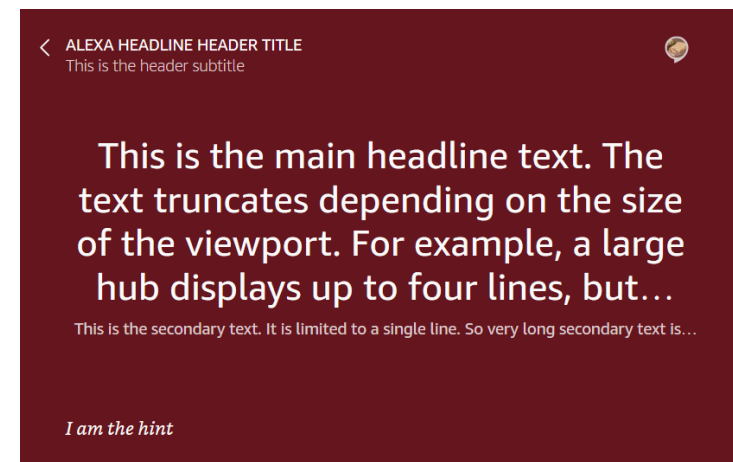 ALEXA HEADLINE HEADER TITLE
This is the header subtitle
This is the main headline text. The
text truncates depending on the size
of the viewport. For example, a large
hub displays up to four lines, but…
This is the secondary text. It is limited to a single line. So very long secondary text is…
I am the hint